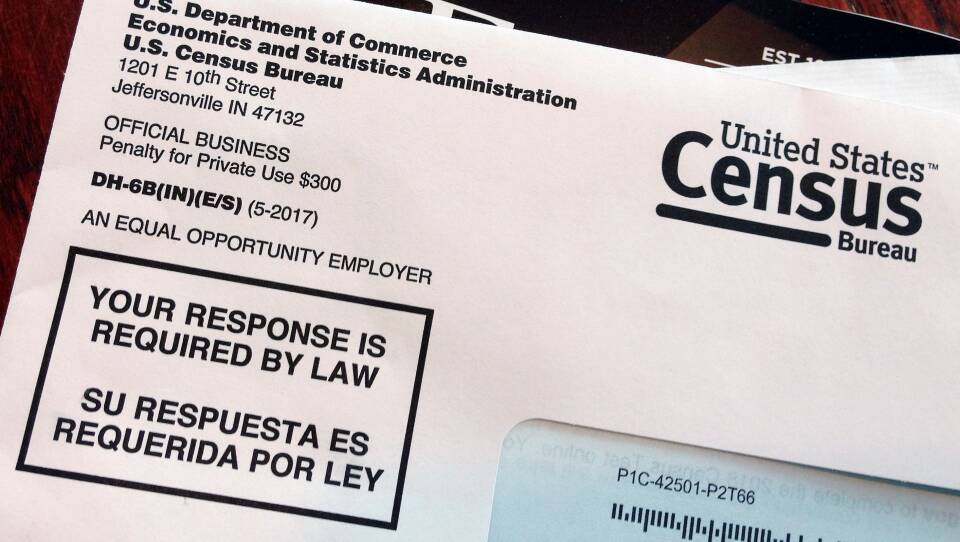 U.S. Department of Commerce
Economics and Statistics Administration
U.S. Census Bureau
1201 E 10th Street
Jeffersonville IN 47132
OFFICIAL BUSINESS
Penalty for Private Use $300
DH-6B(IN)(E/S) (5-2017)
AN EQUAL OPPORTUNITY EMPLOYER
YOUR RESPONSE IS
REQUIRED BY LAW
SU RESPUESTA ES
REQUERIDA POR LEY
EST
United States™
Census
Bureau
P1C-42501-P2T66